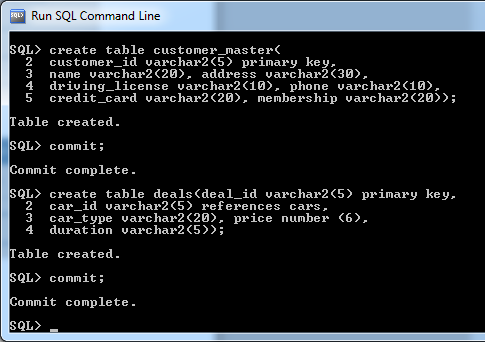 Run SQL Command Line
SQL> create table customer_master(
2 customer_id varchar2(5) primary key,
3 name varchar2(20), address varchar2(30),
4 driving_license varchar2(10), phone varchar2(10),
5 credit_card varchar2(20), membership varchar2(20));
Table created.
SQL> commit;
Commit complete.
SQL> create table deals(deal_id varchar2(5) primary key,
2 car_id varchar2(5) references cars,
3 car_type varchar2(20), price number (6),
4 duration varchar2(5));
Table created.
SQL> commit;
Commit complete.
SQL> _